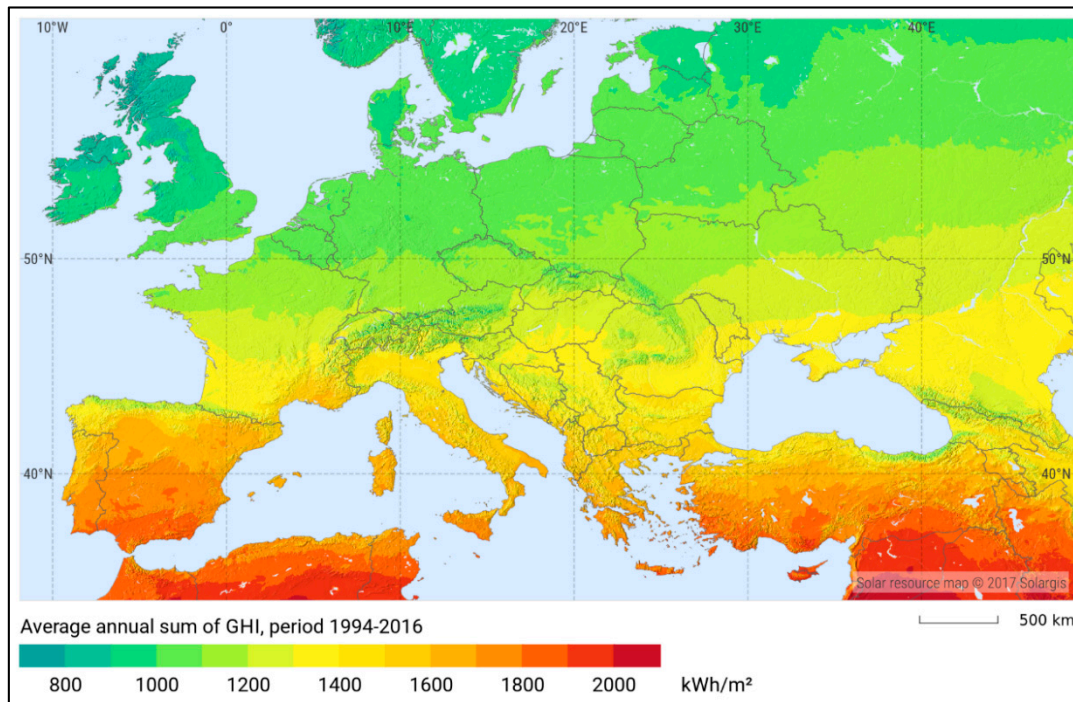 10°W 0° 10°E 20°E 30°E 40°E
50°N 50°N
40°N 40°N
Solar resource map © 2017 Solargis
500 km
Average annual sum of GHI, period 1994-2016
800 1000 1200 1400 1600 1800 2000 kWh/m²